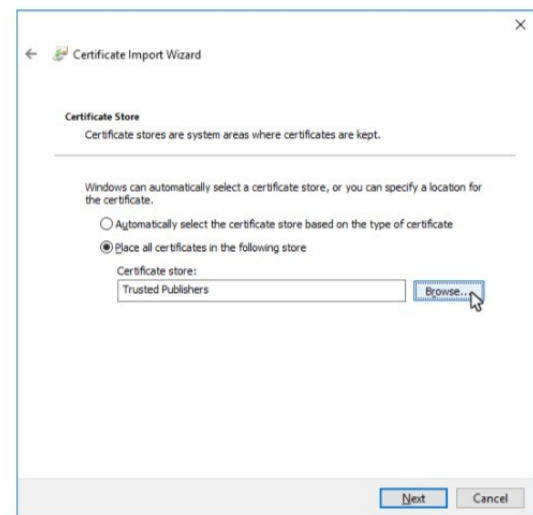 Certificate Import Wizard
Certificate Store
Certificate stores are system areas where certificates are kept.
Windows can automatically select a certificate store, or you can specify a location for
the certificate.
Automatically select the certificate store based on the type of certificate
Place all certificates in the following store
Certificate store:
Trusted Publishers
Browse...
Next
Cancel